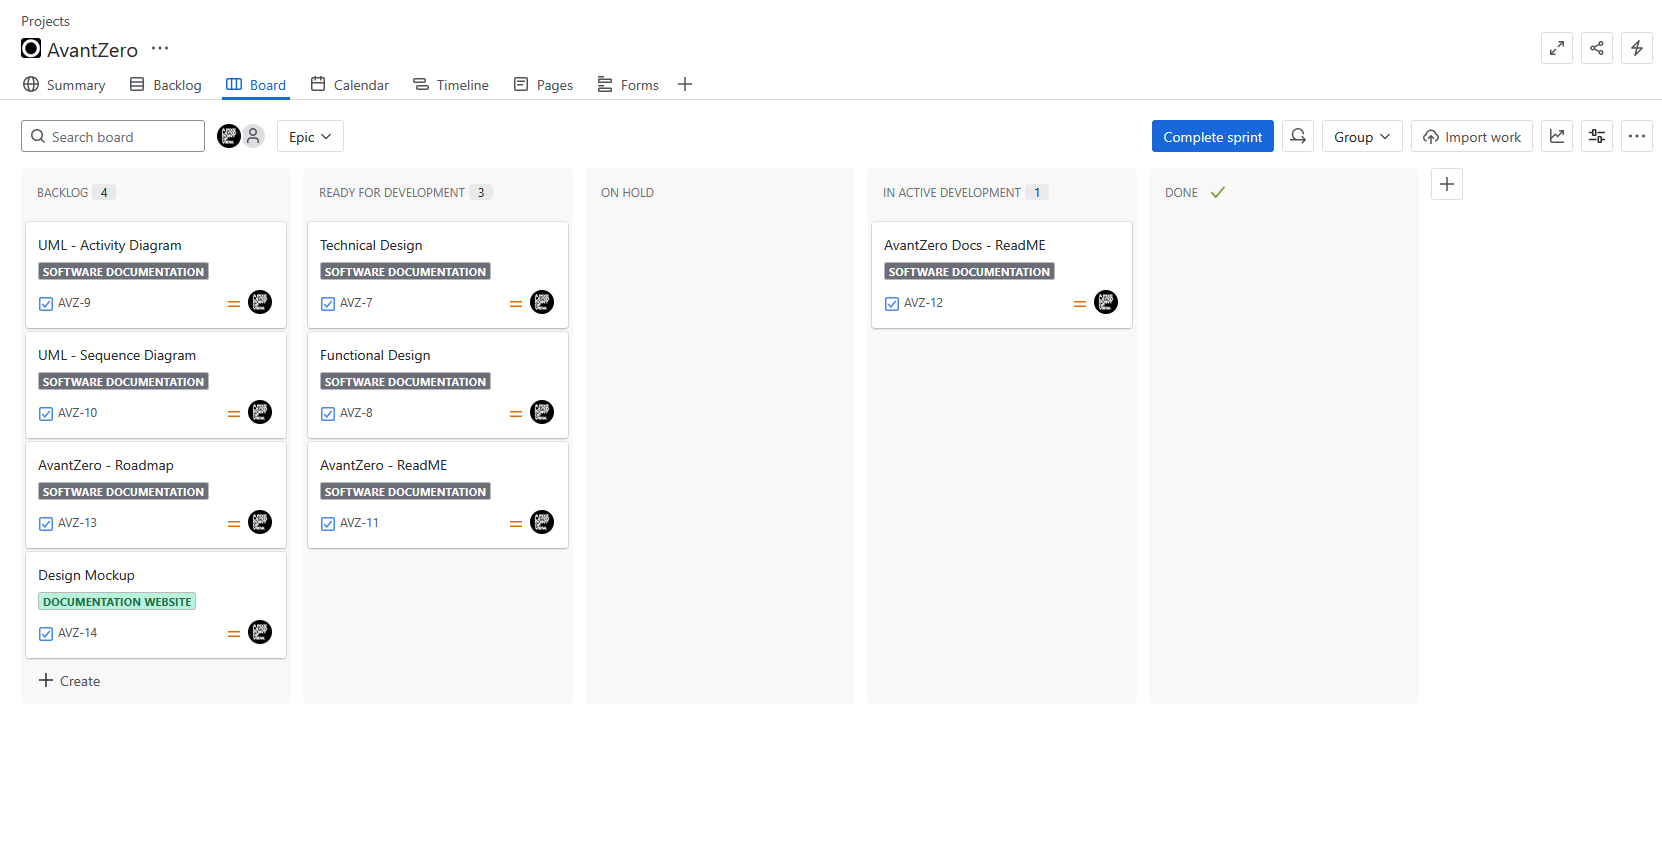 Projects
AvantZero
Summary
Backlog
Board
Calendar
Timeline
Pages
Forms
Search board
Epic
Complete sprint
Group
Import work
BACKLOG 4
UML - Activity Diagram
SOFTWARE DOCUMENTATION
AVZ-9
UML - Sequence Diagram
SOFTWARE DOCUMENTATION
AVZ-10
AvantZero - Roadmap
SOFTWARE DOCUMENTATION
AVZ-13
Design Mockup
DOCUMENTATION WEBSITE
AVZ-14
Create
READY FOR DEVELOPMENT 3
Technical Design
SOFTWARE DOCUMENTATION
AVZ-7
Functional Design
SOFTWARE DOCUMENTATION
AVZ-8
AvantZero - ReadME
SOFTWARE DOCUMENTATION
AVZ-11
ON HOLD
IN ACTIVE DEVELOPMENT 1
AvantZero Docs - ReadME
SOFTWARE DOCUMENTATION
AVZ-12
DONE